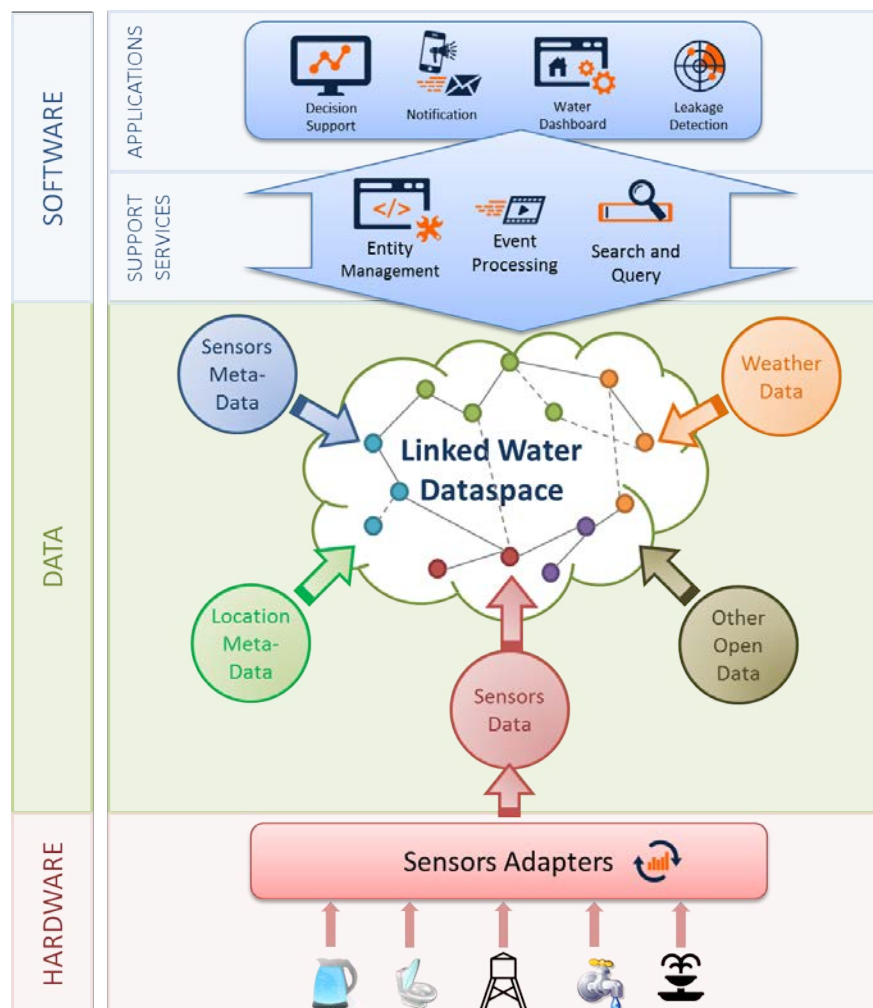 SOFTWARE
APPLICATIONS
Decision
Support
Notification
Water
Dashboard
Leakage
Detection
SUPPORT
SERVICES
</>
Entity
Management
Event
Processing
Search and
Query
DATA
Sensors
Meta-
Data
Weather
Data
Linked Water
Dataspace
Location
Meta-
Data
Other
Open
Data
Sensors
Data
HARDWARE
Sensors Adapters